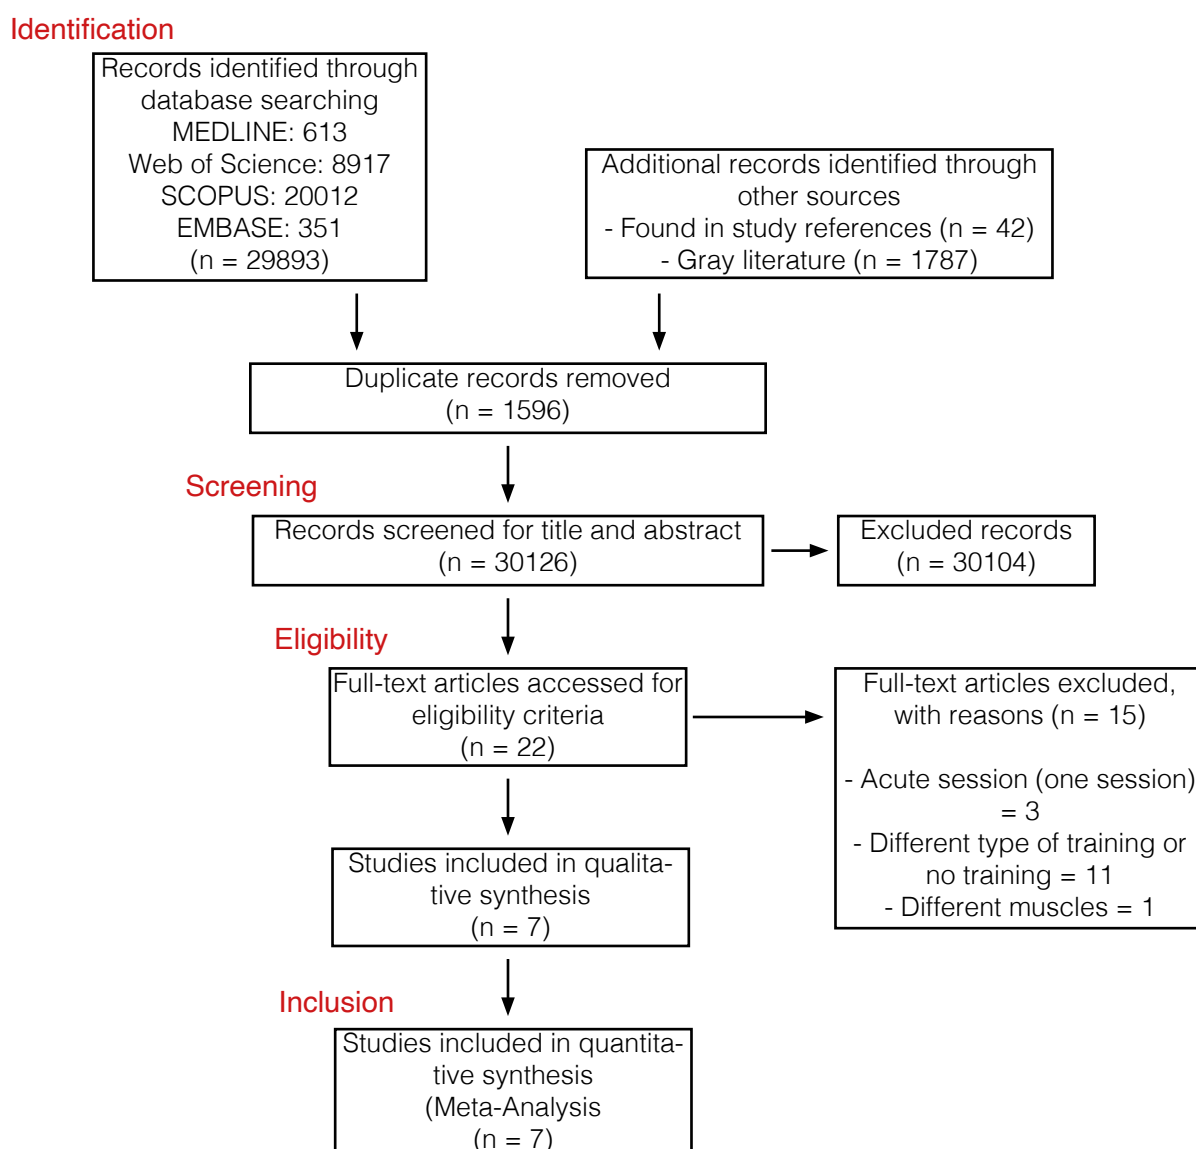 Identification
Records identified through
database searching
MEDLINE: 613
Web of Science: 8917
SCOPUS: 20012
EMBASE: 351
(n = 29893)
Additional records identified through
other sources
- Found in study references (n = 42)
- Gray literature (n = 1787)
Duplicate records removed
(n = 1596)
Screening
Records screened for title and abstract
(n = 30126)
Excluded records
(n = 30104)
Eligibility
Full-text articles accessed for
eligibility criteria
(n = 22)
Full-text articles excluded,
with reasons (n = 15)
- Acute session (one session)
= 3
- Different type of training or
no training = 11
- Different muscles = 1
Studies included in qualita-
tive synthesis
(n = 7)
Inclusion
Studies included in quantita-
tive synthesis
(Meta-Analysis
(n = 7)